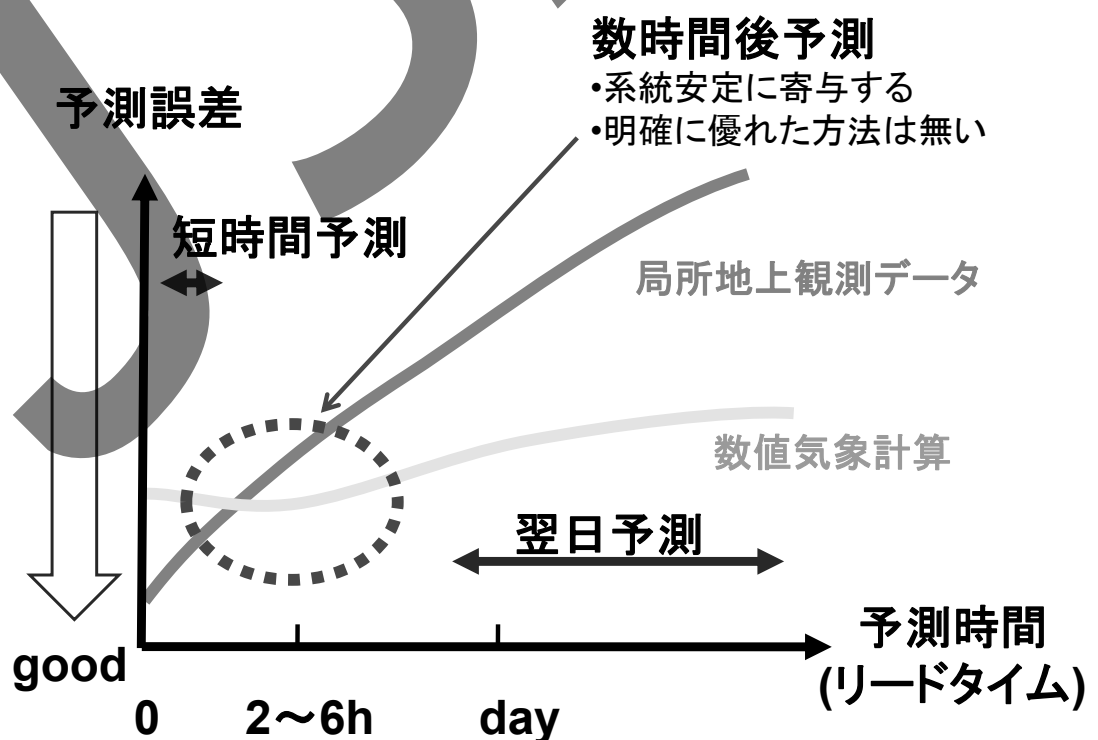 数時間後予測
•系統安定に寄与する
•明確に優れた方法は無い
予測誤差
短時間予測
局所地上観測データ
数値気象計算
翌日予測
予測時間
(リードタイム)
good
0 2～6h day